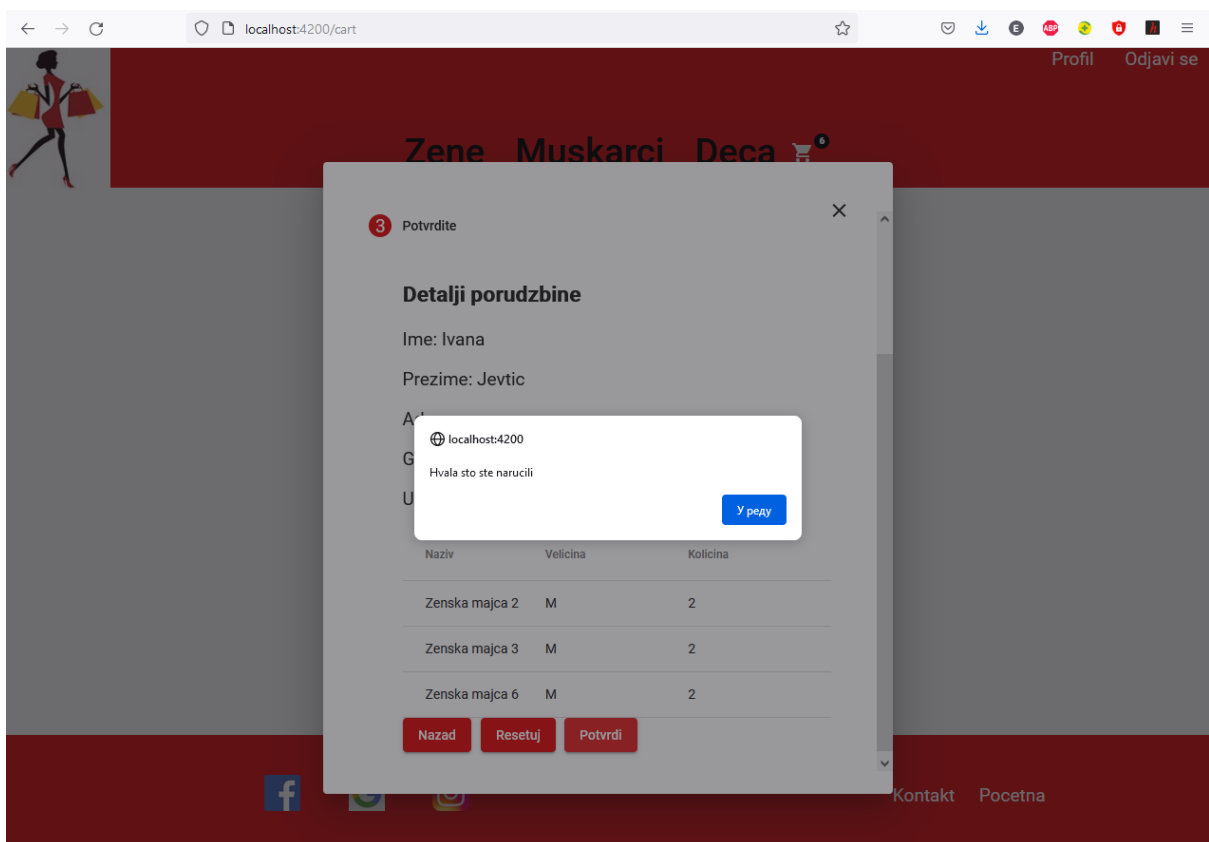 localhost:4200/cart
Profil Odjavi se
Zene Muskarci Deca 6
3 Potvrdite
Detalji porudzbine
Ime: Ivana
Prezime: Jevtic
localhost:4200
Hvala sto ste narucili
У реду
Naziv Velicina Kolicina
Zenska majca 2 M 2
Zenska majca 3 M 2
Zenska majca 6 M 2
Nazad Resetuj Potvrdi
Kontakt Pocetna